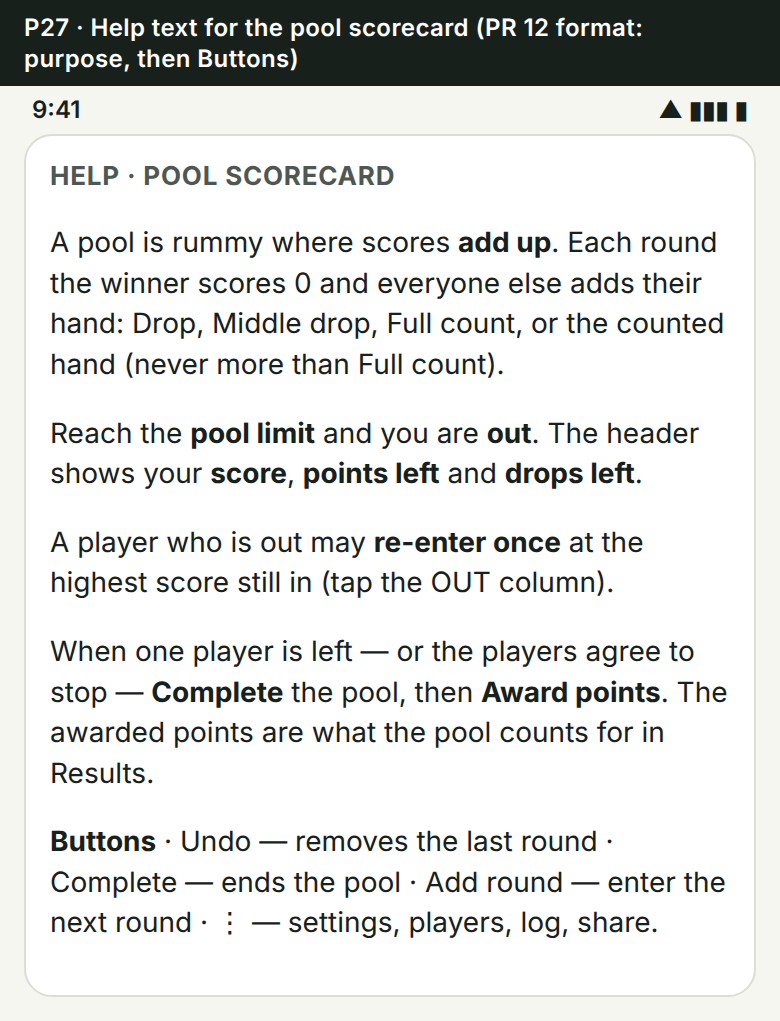 P27 · Help text for the pool scorecard (PR 12 format:
purpose, then Buttons)
9:41
HELP · POOL SCORECARD
A pool is rummy where scores add up. Each round
the winner scores 0 and everyone else adds their
hand: Drop, Middle drop, Full count, or the counted
hand (never more than Full count).
Reach the pool limit and you are out. The header
shows your score, points left and drops left.
A player who is out may re-enter once at the
highest score still in (tap the OUT column).
When one player is left — or the players agree to
stop — Complete the pool, then Award points. The
awarded points are what the pool counts for in
Results.
Buttons · Undo — removes the last round ·
Complete — ends the pool · Add round — enter the
next round · ⋮ — settings, players, log, share.